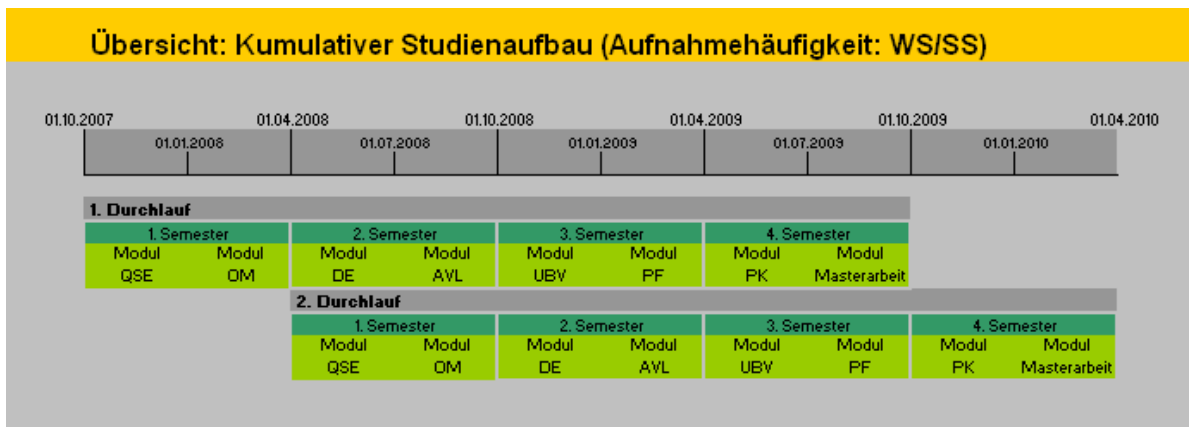 Übersicht: Kumulativer Studienaufbau (Aufnahmehäufigkeit: WS/SS)
01.10.2007 01.04.2008 01.10.2008 01.04.2009 01.10.2009 01.04.2010
01.01.2008 01.07.2008 01.01.2009 01.07.2009 01.01.2010
1. Durchlauf
1. Semester 2. Semester 3. Semester 4. Semester
Modul Modul Modul Modul Modul Modul Modul Modul
QSE OM DE AVL UBV PF PK Masterarbeit
2. Durchlauf
1. Semester 2. Semester 3. Semester 4. Semester
Modul Modul Modul Modul Modul Modul Modul Modul
QSE OM DE AVL UBV PF PK Masterarbeit